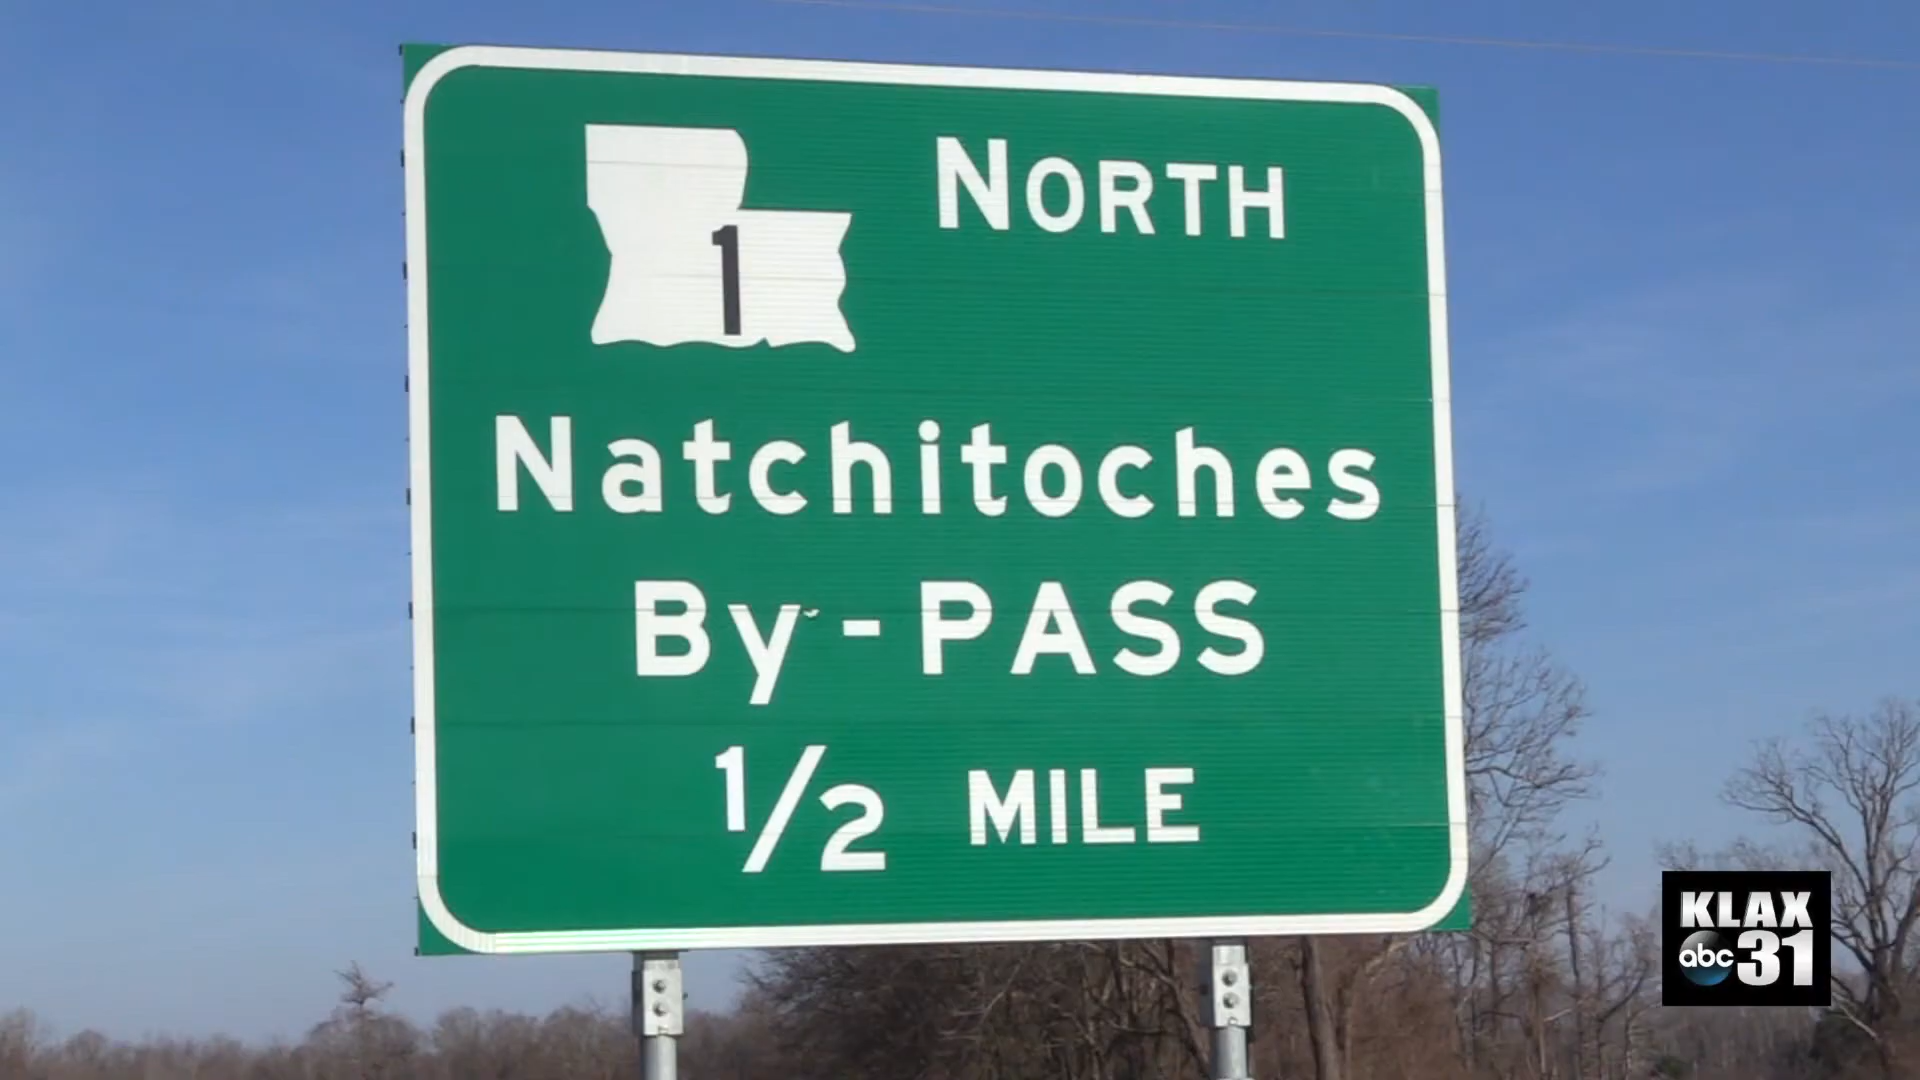 NORTH
1
Natchitoches
By-PASS
1/2 MILE
KLAX
abc 31